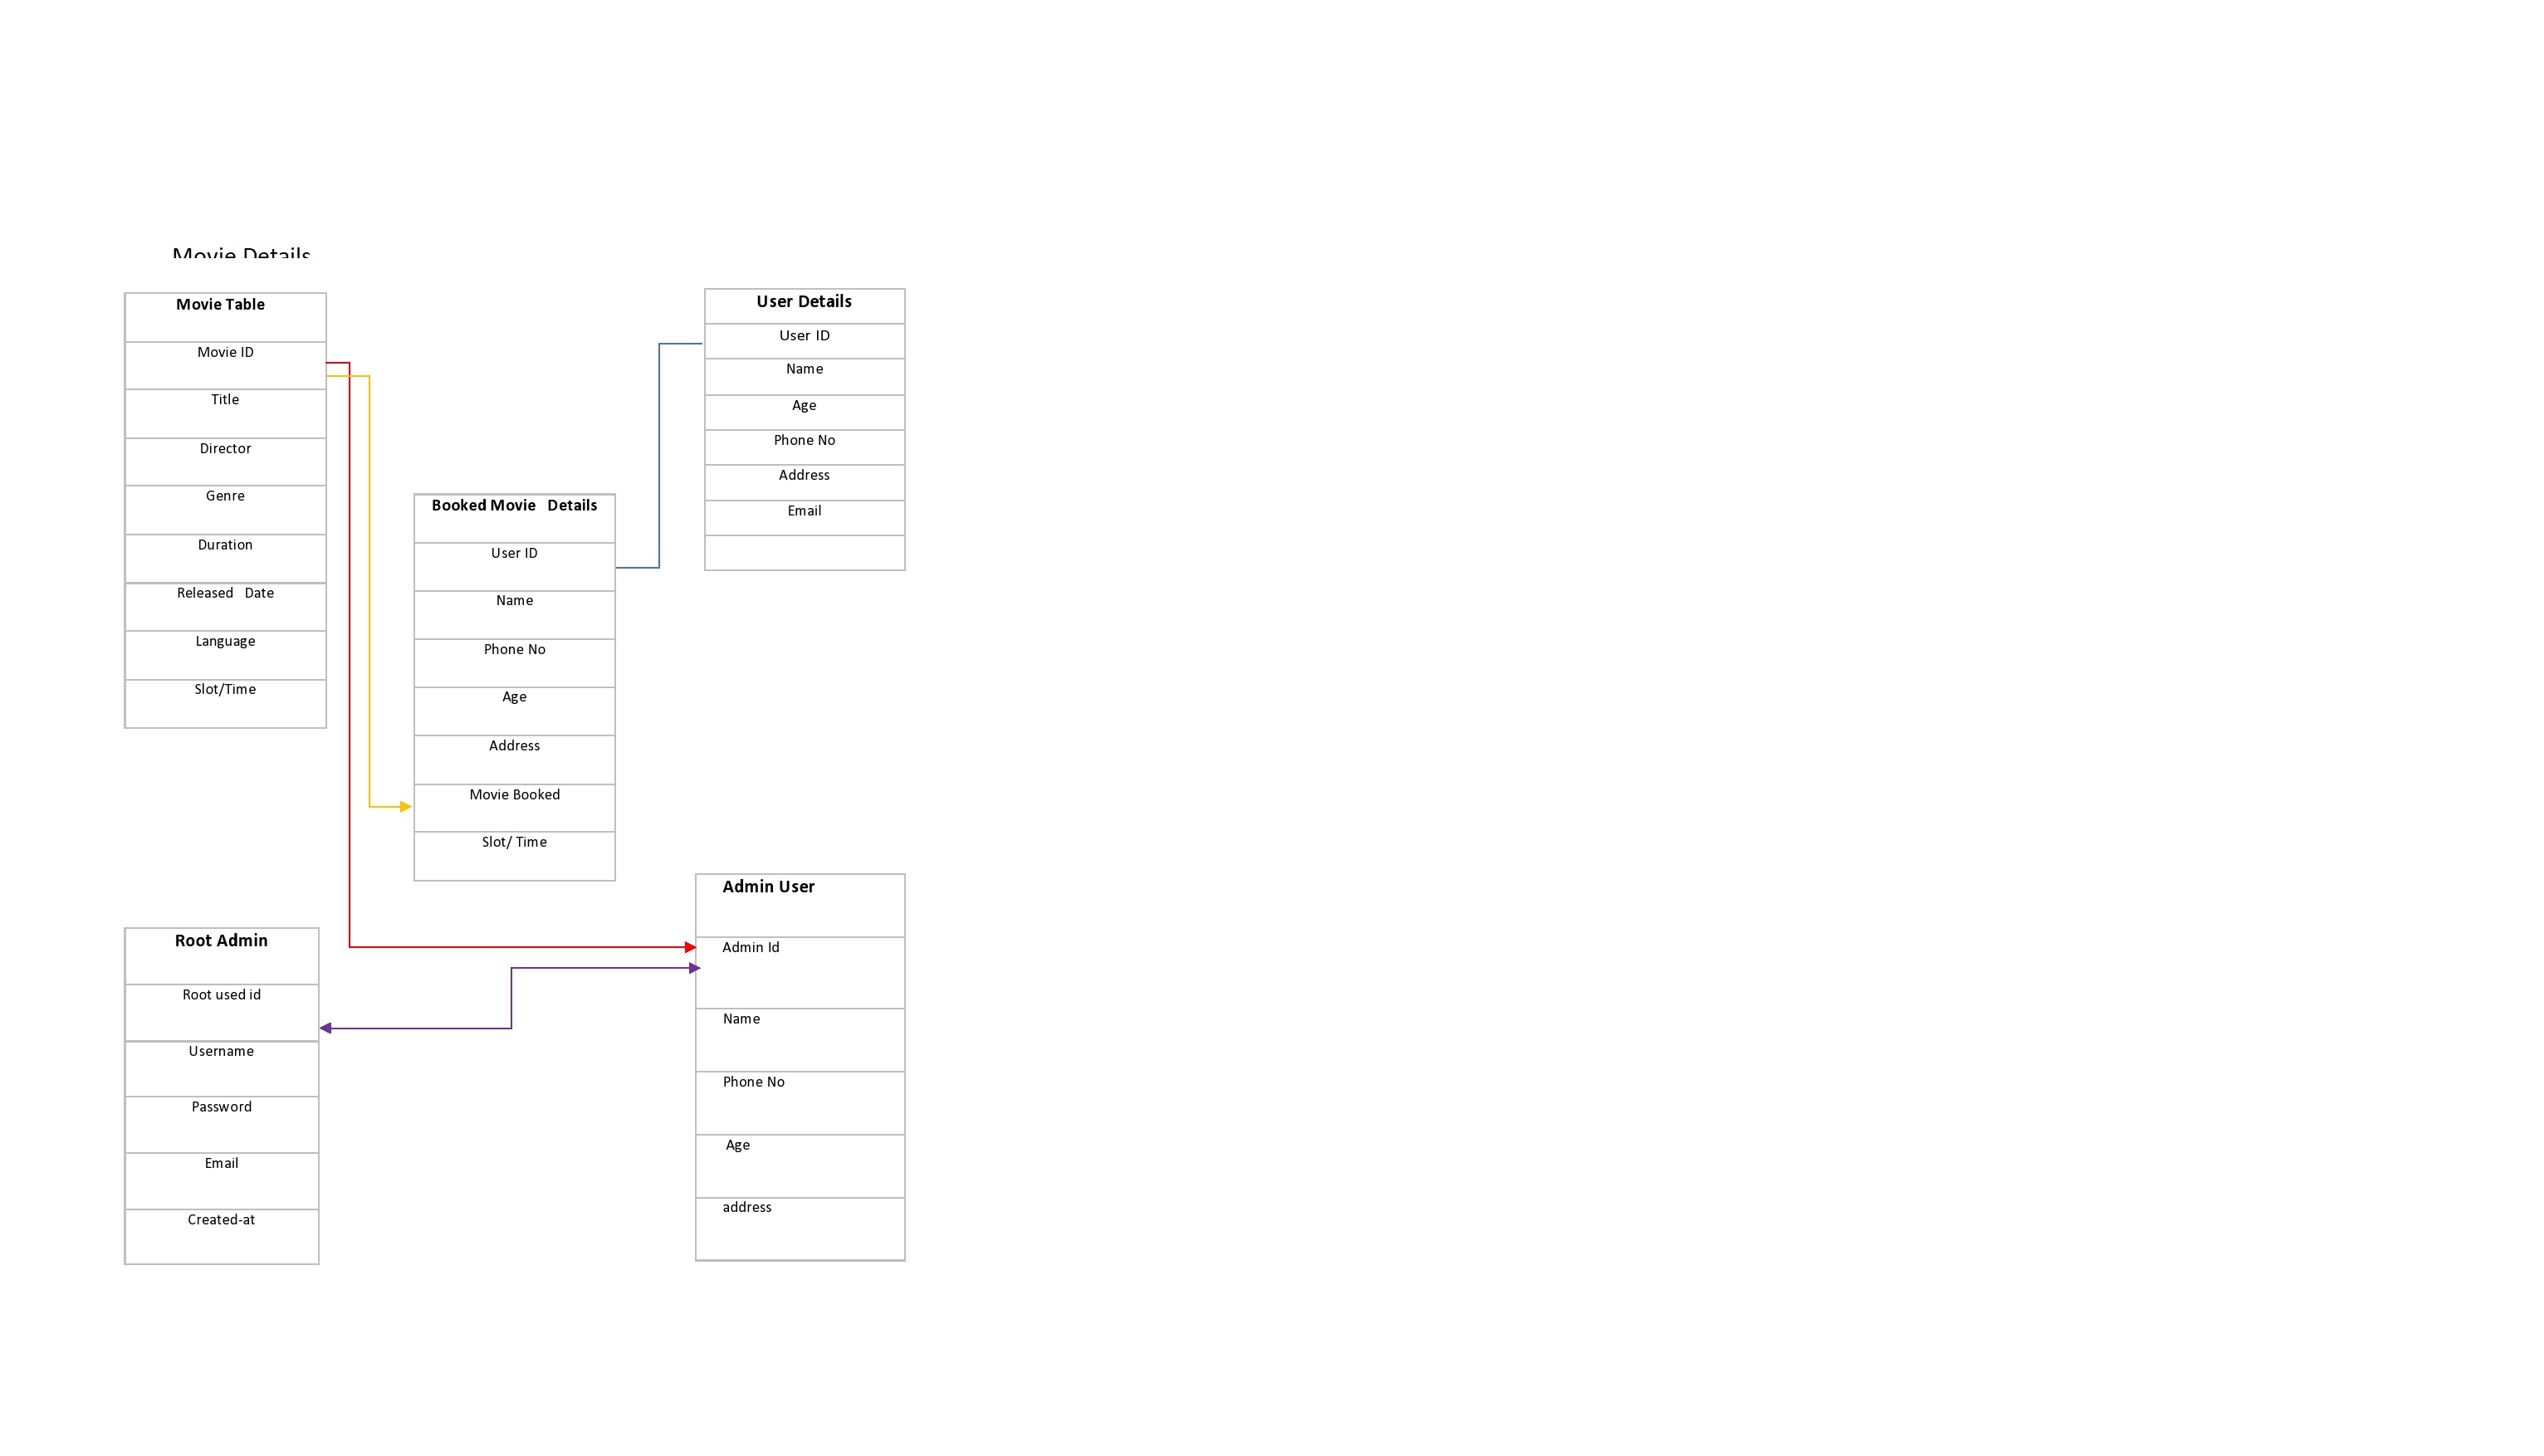 Movie Details
Movie Table
Movie ID
Title
Director
Genre
Duration
Released Date
Language
Slot/Time
User Details
User ID
Name
Age
Phone No
Address
Email
Booked Movie Details
User ID
Name
Phone No
Age
Address
Movie Booked
Slot/ Time
Root Admin
Root used id
Username
Password
Email
Created-at
Admin User
Admin Id
Name
Phone No
Age
address